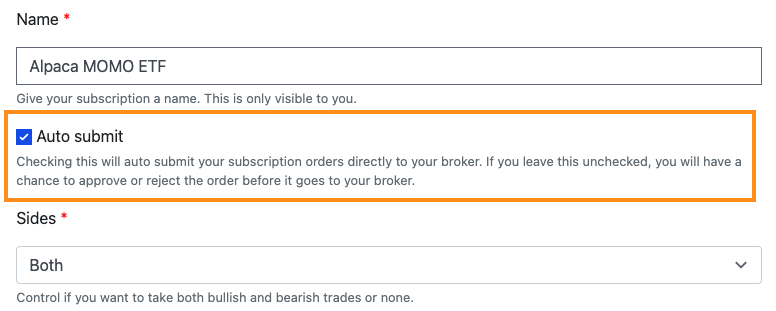 Name *
Alpaca MOMO ETF
Give your subscription a name. This is only visible to you.
Auto submit
Checking this will auto submit your subscription orders directly to your broker. If you leave this unchecked, you will have a
chance to approve or reject the order before it goes to your broker.
Sides *
Both
Control if you want to take both bullish and bearish trades or none.